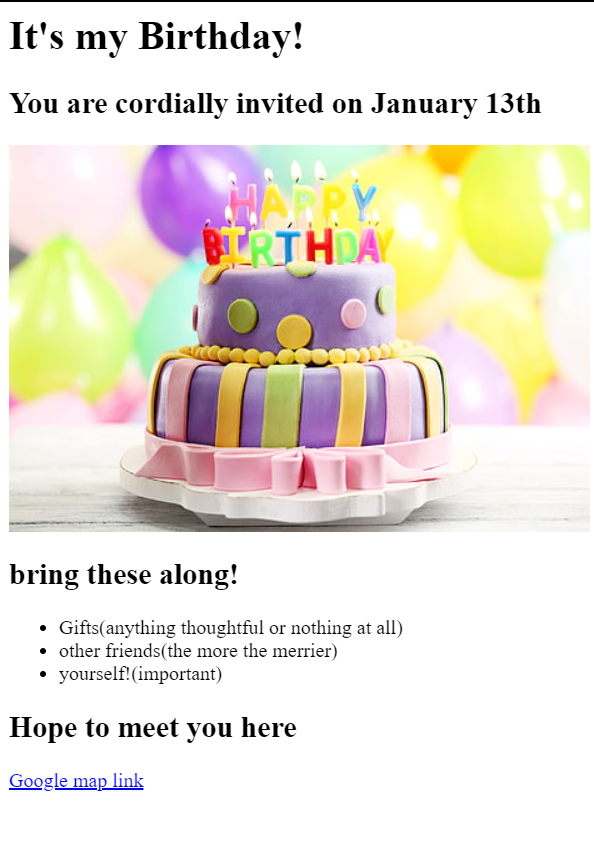 It's my Birthday!
You are cordially invited on January 13th
HAPPY
BIRTHDAY
bring these along!
Gifts(anything thoughtful or nothing at all)
other friends(the more the merrier)
yourself!(important)
Hope to meet you here
Google map link